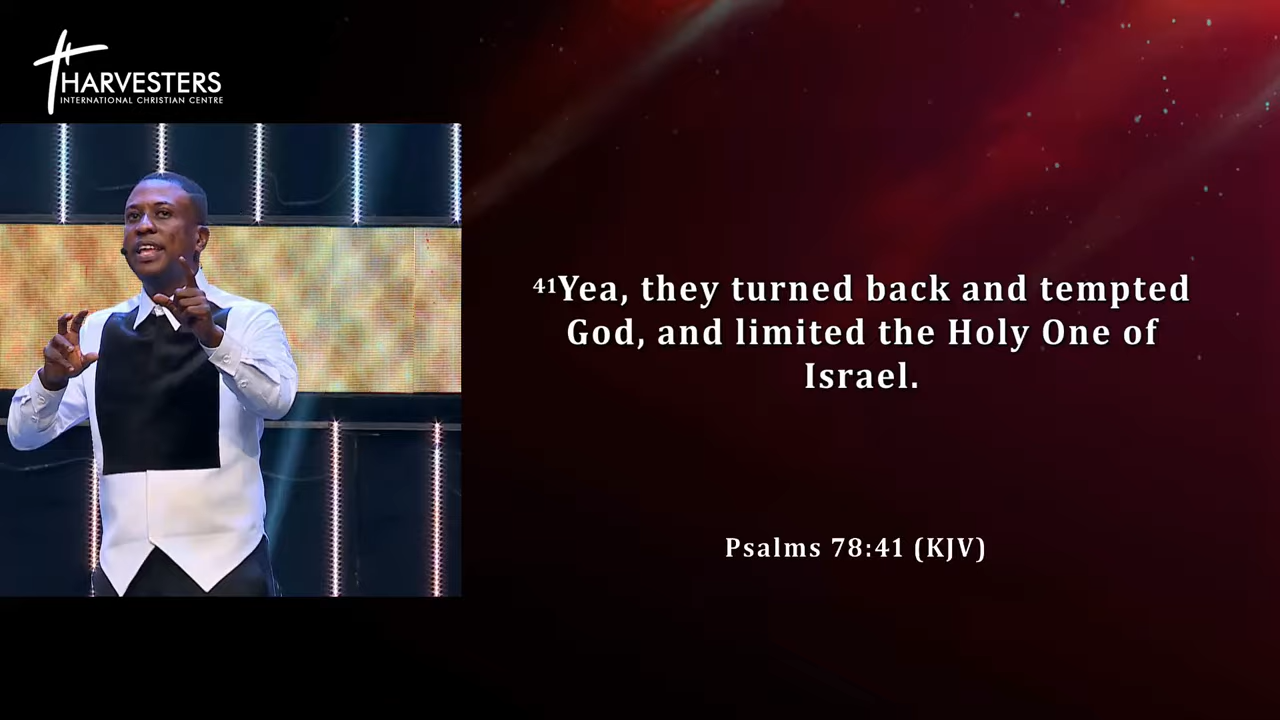 HARVESTERS
INTERNATIONAL CHRISTIAN CENTRE
41Yea, they turned back and tempted
God, and limited the Holy One of
Israel.
Psalms 78:41 (KJV)